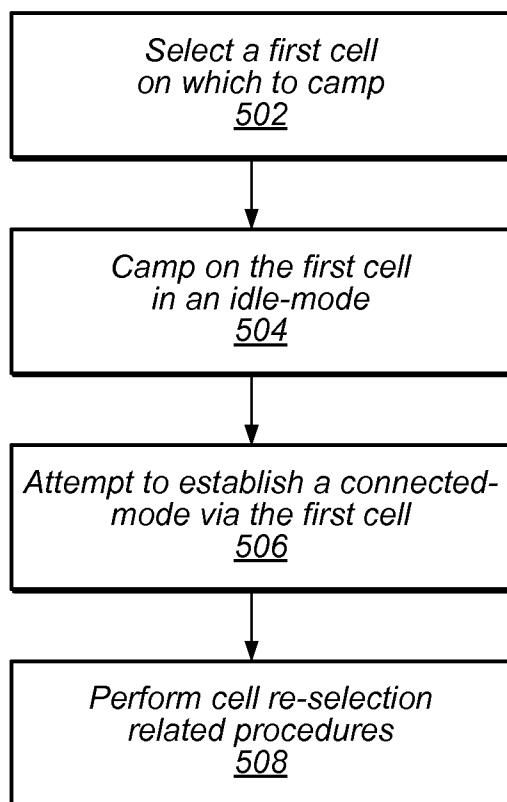 Select a first cell
on which to camp
502
Camp on the first cell
in an idle-mode
504
Attempt to establish a connected-
mode via the first cell
506
Perform cell re-selection
related procedures
508